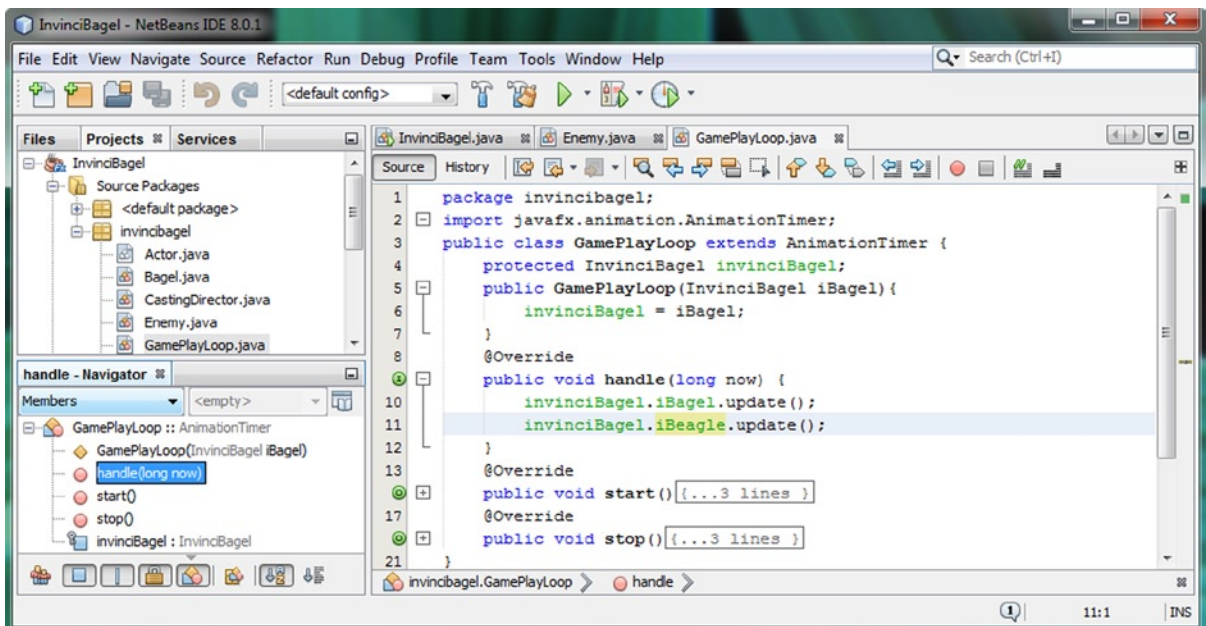 InvinciBagel - NetBeans IDE 8.0.1
File Edit View Navigate Source Refactor Run Debug Profile Team Tools Window Help
Search (Ctrl+I)
<default config>
Files Projects Services
InvinciBagel
Source Packages
<default package>
invincibagel
Actor.java
Bagel.java
CastingDirector.java
Enemy.java
GamePlayLoop.java
handle - Navigator
Members <empty>
GamePlayLoop :: AnimationTimer
GamePlayLoop(InvinciBagel iBagel)
handle(long now)
start()
stop()
invinciBagel : InvinciBagel
InvinciBagel.java Enemy.java GamePlayLoop.java
Source History
1 package invincibagel;
2 import javafx.animation.AnimationTimer;
3 public class GamePlayLoop extends AnimationTimer {
4 protected InvinciBagel invinciBagel;
5 public GamePlayLoop(InvinciBagel iBagel){
6 invinciBagel = iBagel;
7 }
8 @Override
public void handle(long now) {
10 invinciBagel.iBagel.update();
11 invinciBagel.iBeagle.update();
12 }
13 @Override
public void start(){...3 lines }
17 @Override
public void stop(){...3 lines }
21 }
invincibagel.GamePlayLoop handle
1 11:1 INS